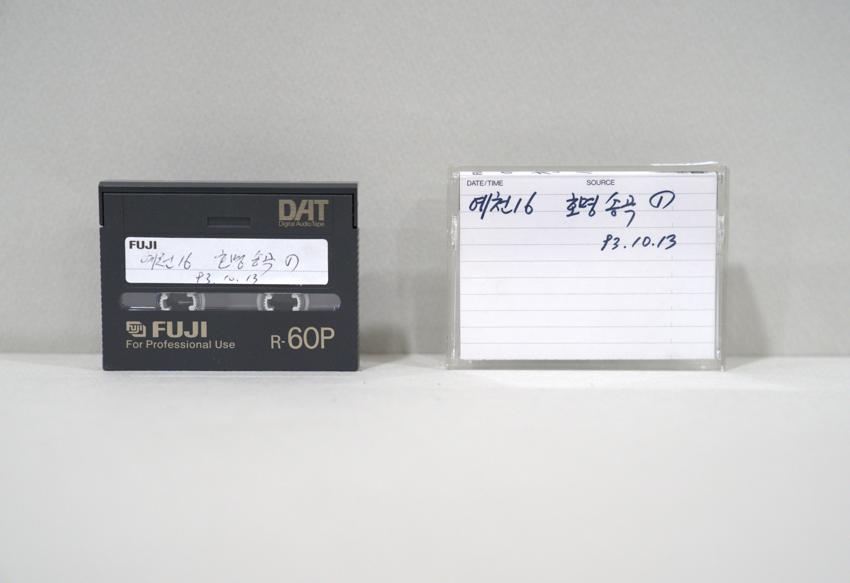 DAT
Digital Audio Tape
FUJI
예천16 호명 송곡 ①
93.10.13
FUJI FUJI
For Professional Use
R-60P
DATE/TIME SOURCE
예천16 호명 송곡 ①
93.10.13